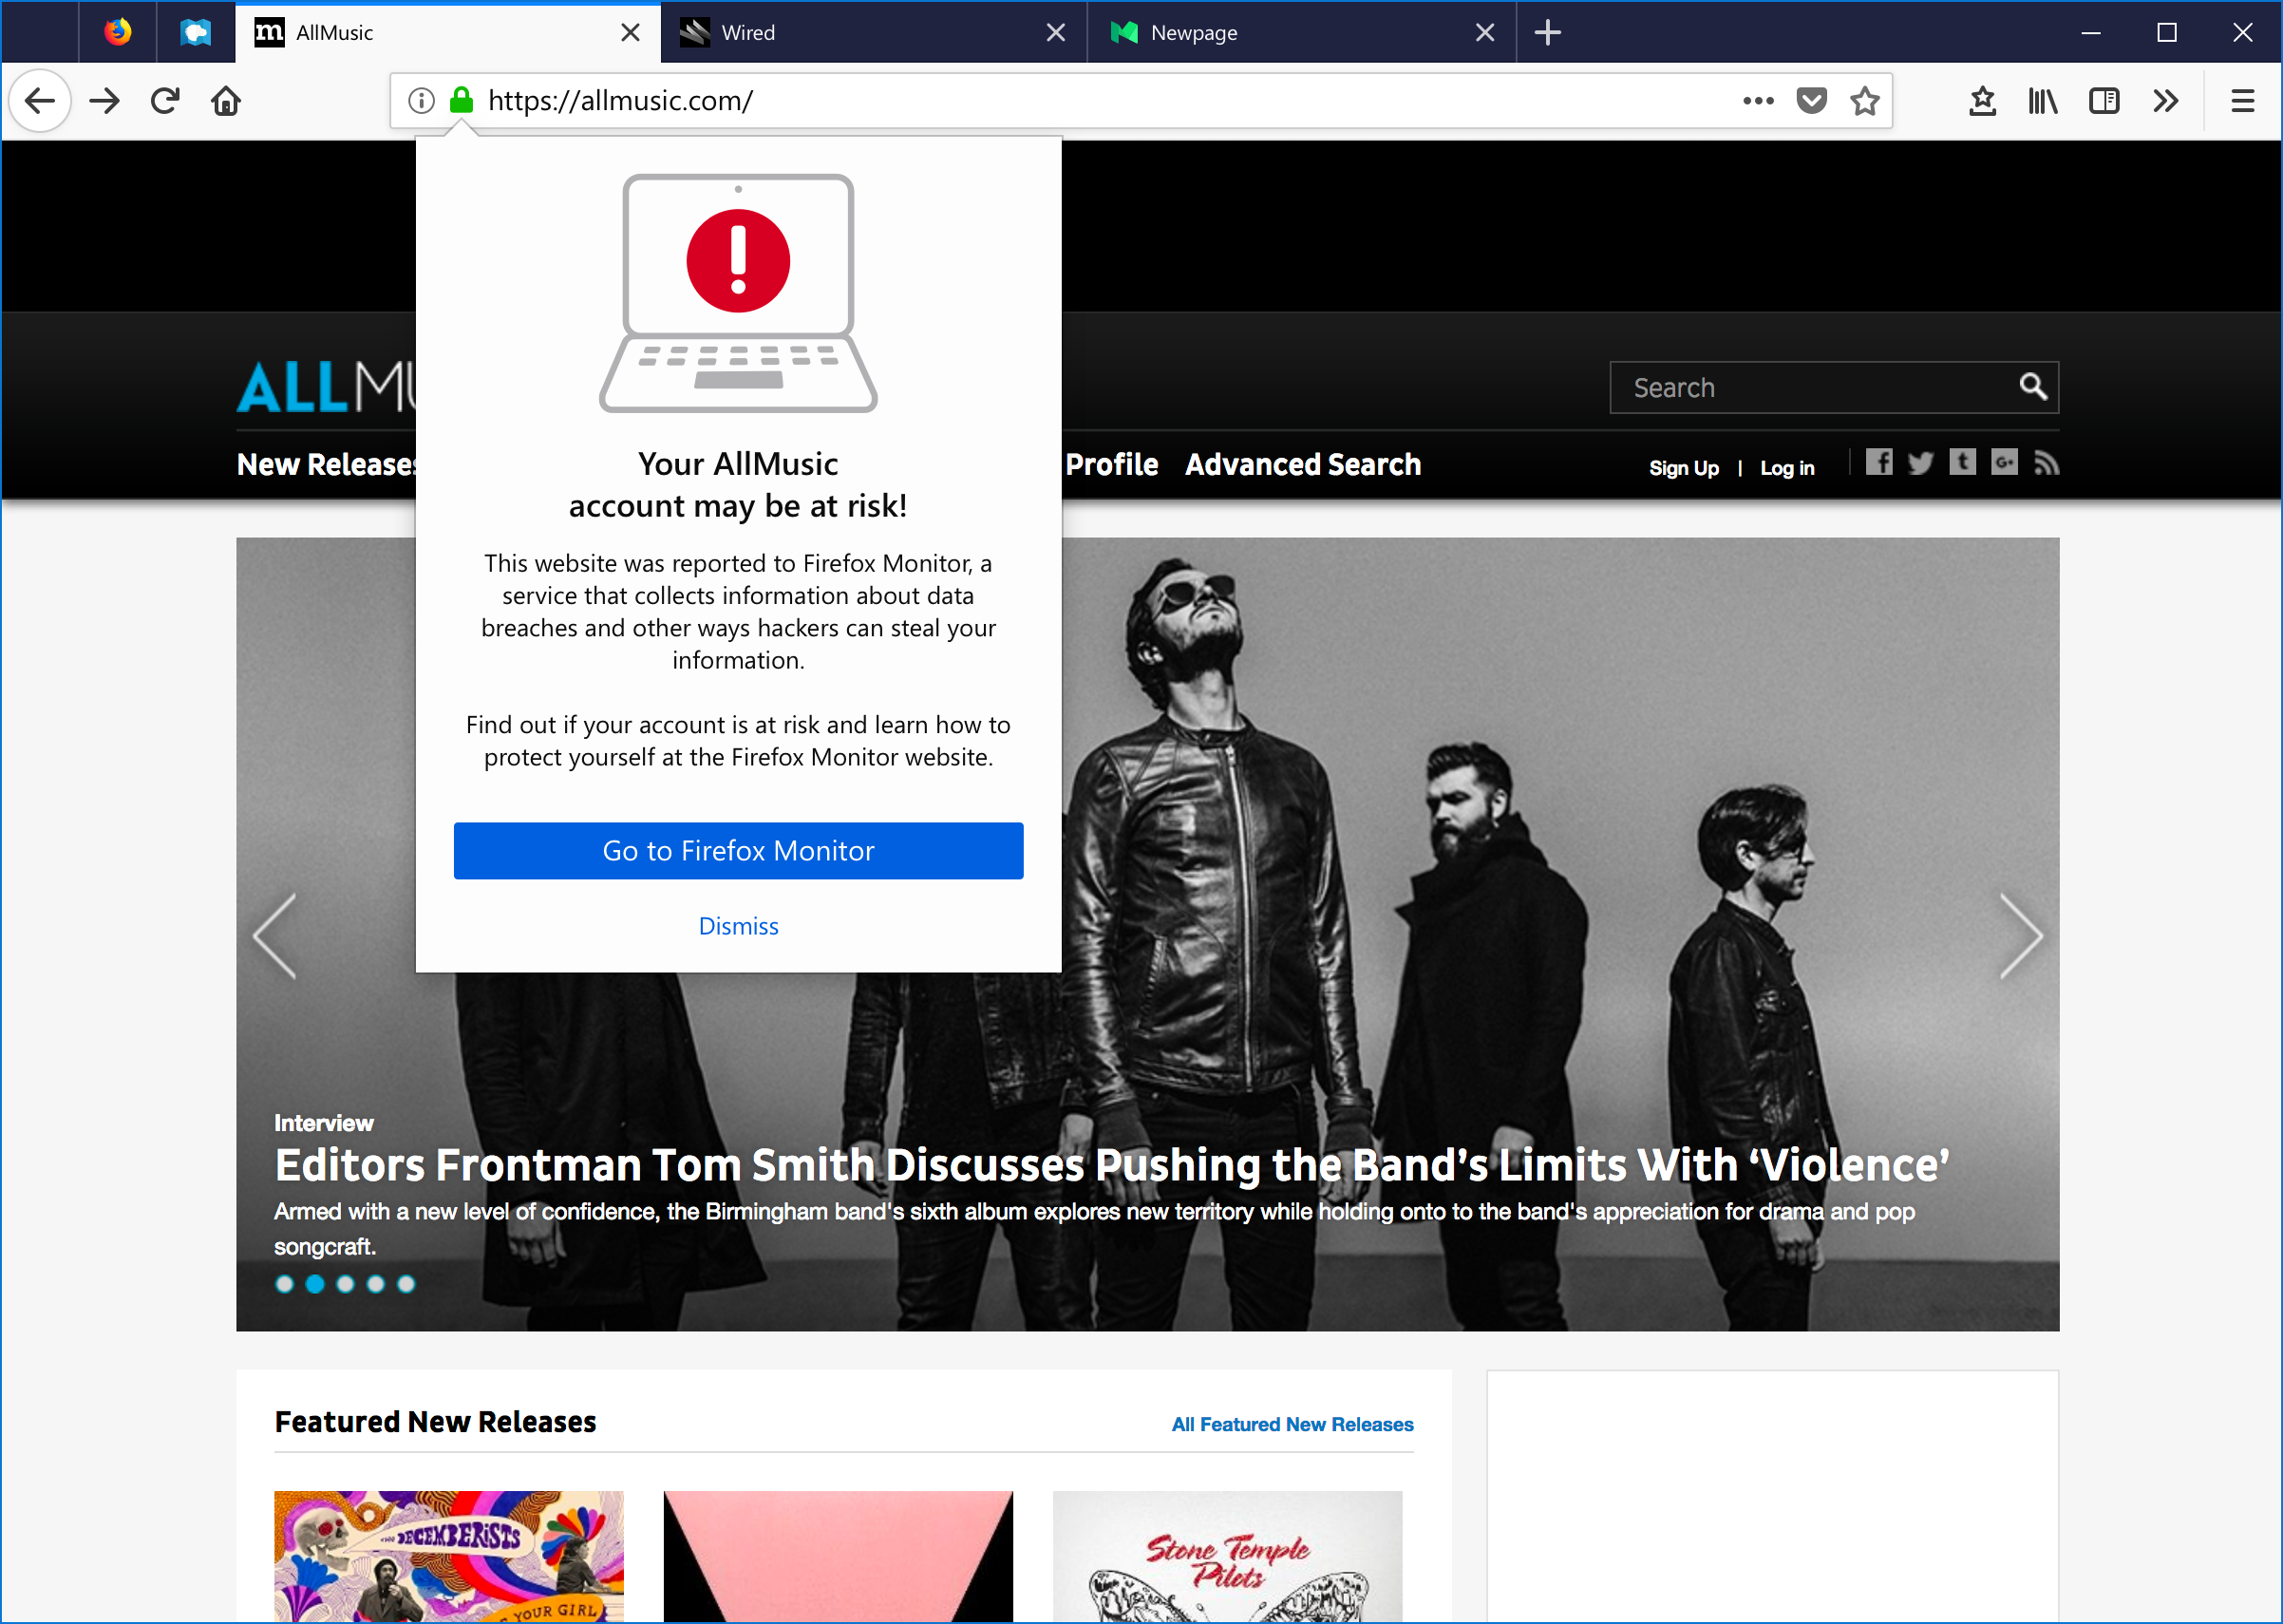 AllMusic
Wired
Newpage
https://allmusic.com/
Your AllMusic
account may be at risk!
This website was reported to Firefox Monitor, a
service that collects information about data
breaches and other ways hackers can steal your
information.
Find out if your account is at risk and learn how to
protect yourself at the Firefox Monitor website.
Go to Firefox Monitor
Dismiss
ALLMU
Search
New Releases Profile Advanced Search Sign Up | Log in
Interview
Editors Frontman Tom Smith Discusses Pushing the Band’s Limits With ‘Violence’
Armed with a new level of confidence, the Birmingham band's sixth album explores new territory while holding onto to the band's appreciation for drama and pop
songcraft.
Featured New Releases
All Featured New Releases
THE DECEMBERISTS
YOUR GIRL
Stone Temple
Pilots